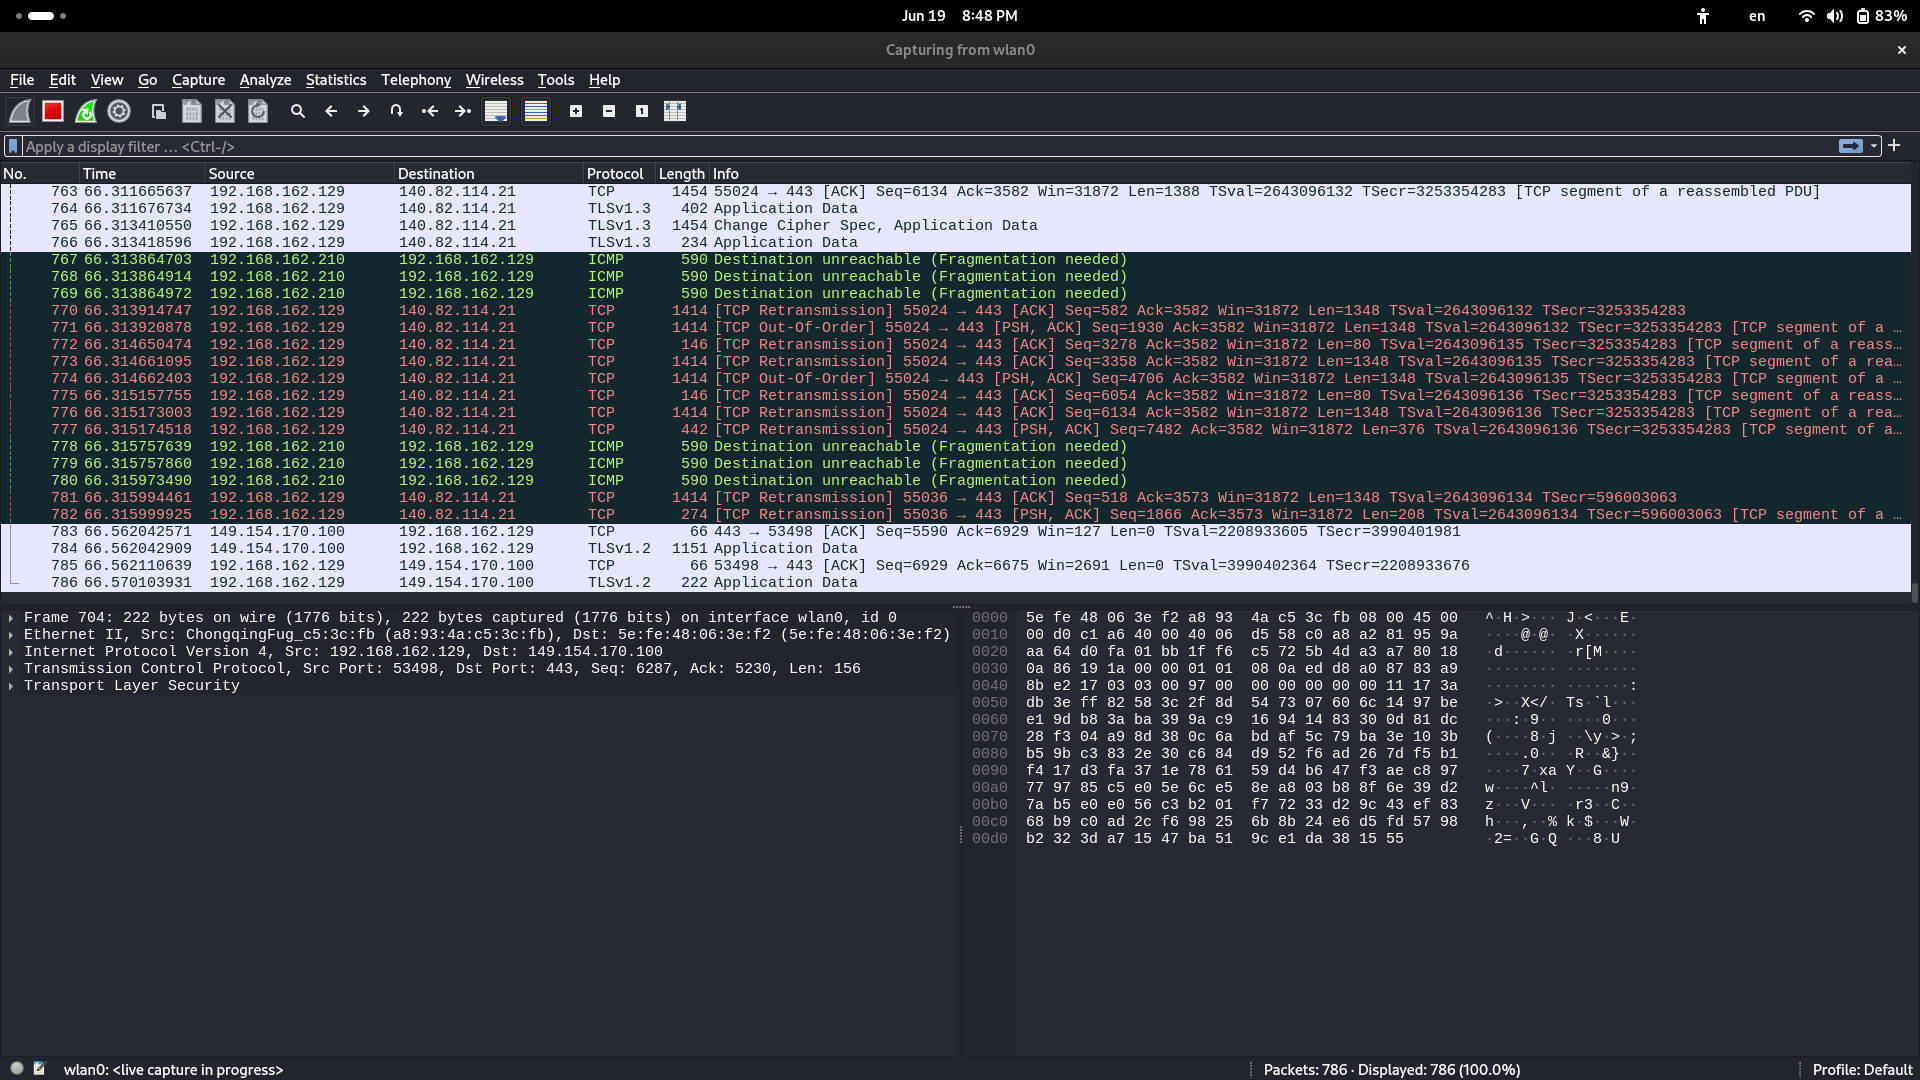 Jun 19 8:48 PM
en
83%
Capturing from wlan0
File Edit View Go Capture Analyze Statistics Telephony Wireless Tools Help
Apply a display filter … <Ctrl-/>
No. Time Source Destination Protocol Length Info
763 66.311665637 192.168.162.129 140.82.114.21 TCP 1454 55024 → 443 [ACK] Seq=6134 Ack=3582 Win=31872 Len=1388 TSval=2643096132 TSecr=3253354283 [TCP segment of a reassembled PDU]
764 66.311676734 192.168.162.129 140.82.114.21 TLSv1.3 402 Application Data
765 66.313410550 192.168.162.129 140.82.114.21 TLSv1.3 1454 Change Cipher Spec, Application Data
766 66.313418596 192.168.162.129 140.82.114.21 TLSv1.3 234 Application Data
767 66.313864703 192.168.162.210 192.168.162.129 ICMP 590 Destination unreachable (Fragmentation needed)
768 66.313864914 192.168.162.210 192.168.162.129 ICMP 590 Destination unreachable (Fragmentation needed)
769 66.313864972 192.168.162.210 192.168.162.129 ICMP 590 Destination unreachable (Fragmentation needed)
770 66.313914747 192.168.162.129 140.82.114.21 TCP 1414 [TCP Retransmission] 55024 → 443 [ACK] Seq=582 Ack=3582 Win=31872 Len=1348 TSval=2643096132 TSecr=3253354283
771 66.313920878 192.168.162.129 140.82.114.21 TCP 1414 [TCP Out-Of-Order] 55024 → 443 [PSH, ACK] Seq=1930 Ack=3582 Win=31872 Len=1348 TSval=2643096132 TSecr=3253354283 [TCP segment of a …
772 66.314650474 192.168.162.129 140.82.114.21 TCP 146 [TCP Retransmission] 55024 → 443 [ACK] Seq=3278 Ack=3582 Win=31872 Len=80 TSval=2643096135 TSecr=3253354283 [TCP segment of a reass…
773 66.314661095 192.168.162.129 140.82.114.21 TCP 1414 [TCP Retransmission] 55024 → 443 [ACK] Seq=3358 Ack=3582 Win=31872 Len=1348 TSval=2643096135 TSecr=3253354283 [TCP segment of a rea…
774 66.314662403 192.168.162.129 140.82.114.21 TCP 1414 [TCP Out-Of-Order] 55024 → 443 [PSH, ACK] Seq=4706 Ack=3582 Win=31872 Len=1348 TSval=2643096135 TSecr=3253354283 [TCP segment of a …
775 66.315157755 192.168.162.129 140.82.114.21 TCP 146 [TCP Retransmission] 55024 → 443 [ACK] Seq=6054 Ack=3582 Win=31872 Len=80 TSval=2643096136 TSecr=3253354283 [TCP segment of a reass…
776 66.315173003 192.168.162.129 140.82.114.21 TCP 1414 [TCP Retransmission] 55024 → 443 [ACK] Seq=6134 Ack=3582 Win=31872 Len=1348 TSval=2643096136 TSecr=3253354283 [TCP segment of a rea…
777 66.315174518 192.168.162.129 140.82.114.21 TCP 442 [TCP Retransmission] 55024 → 443 [PSH, ACK] Seq=7482 Ack=3582 Win=31872 Len=376 TSval=2643096136 TSecr=3253354283 [TCP segment of a…
778 66.315757639 192.168.162.210 192.168.162.129 ICMP 590 Destination unreachable (Fragmentation needed)
779 66.315757860 192.168.162.210 192.168.162.129 ICMP 590 Destination unreachable (Fragmentation needed)
780 66.315973490 192.168.162.210 192.168.162.129 ICMP 590 Destination unreachable (Fragmentation needed)
781 66.315994461 192.168.162.129 140.82.114.21 TCP 1414 [TCP Retransmission] 55036 → 443 [ACK] Seq=518 Ack=3573 Win=31872 Len=1348 TSval=2643096134 TSecr=596003063
782 66.315999925 192.168.162.129 140.82.114.21 TCP 274 [TCP Retransmission] 55036 → 443 [PSH, ACK] Seq=1866 Ack=3573 Win=31872 Len=208 TSval=2643096134 TSecr=596003063 [TCP segment of a …
783 66.562042571 149.154.170.100 192.168.162.129 TCP 66 443 → 53498 [ACK] Seq=5590 Ack=6929 Win=127 Len=0 TSval=2208933605 TSecr=3990401981
784 66.562042909 149.154.170.100 192.168.162.129 TLSv1.2 1151 Application Data
785 66.562110639 192.168.162.129 149.154.170.100 TCP 66 53498 → 443 [ACK] Seq=6929 Ack=6675 Win=2691 Len=0 TSval=3990402364 TSecr=2208933676
786 66.570103931 192.168.162.129 149.154.170.100 TLSv1.2 222 Application Data
Frame 704: 222 bytes on wire (1776 bits), 222 bytes captured (1776 bits) on interface wlan0, id 0
Ethernet II, Src: ChongqingFug_c5:3c:fb (a8:93:4a:c5:3c:fb), Dst: 5e:fe:48:06:3e:f2 (5e:fe:48:06:3e:f2)
Internet Protocol Version 4, Src: 192.168.162.129, Dst: 149.154.170.100
Transmission Control Protocol, Src Port: 53498, Dst Port: 443, Seq: 6287, Ack: 5230, Len: 156
Transport Layer Security
0000 5e fe 48 06 3e f2 a8 93 4a c5 3c fb 08 00 45 00 ^·H·>··· J·<···E·
0010 00 d0 c1 a6 40 00 40 06 d5 58 c0 a8 a2 81 95 9a ····@·@· ·X······
0020 aa 64 d0 fa 01 bb 1f f6 c5 72 5b 4d a3 a7 80 18 ·d······ ·r[M····
0030 0a 86 19 1a 00 00 01 01 08 0a ed d8 a0 87 83 a9 ········ ········
0040 8b e2 17 03 03 00 97 00 00 00 00 00 00 11 17 3a ········ ·······:
0050 db 3e ff 82 58 3c 2f 8d 54 73 07 60 6c 14 97 be ·>··X</· Ts·`l···
0060 e1 9d b8 3a ba 39 9a c9 16 94 14 83 30 0d 81 dc ···:·9·· ····0···
0070 28 f3 04 a9 8d 38 0c 6a bd af 5c 79 ba 3e 10 3b (····8·j ··\y·>·;
0080 b5 9b c3 83 2e 30 c6 84 d9 52 f6 ad 26 7d f5 b1 ····.0·· ·R··&}··
0090 f4 17 d3 fa 37 1e 78 61 59 d4 b6 47 f3 ae c8 97 ····7·xa Y··G····
00a0 77 97 85 c5 e0 5e 6c e5 8e a8 03 b8 8f 6e 39 d2 w····^l· ·····n9·
00b0 7a b5 e0 e0 56 c3 b2 01 f7 72 33 d2 9c 43 ef 83 z···V··· ·r3··C··
00c0 68 b9 c0 ad 2c f6 98 25 6b 8b 24 e6 d5 fd 57 98 h···,··% k·$···W·
00d0 b2 32 3d a7 15 47 ba 51 9c e1 da 38 15 55 ·2=··G·Q ···8·U
wlan0: <live capture in progress>
Packets: 786 · Displayed: 786 (100.0%)
Profile: Default